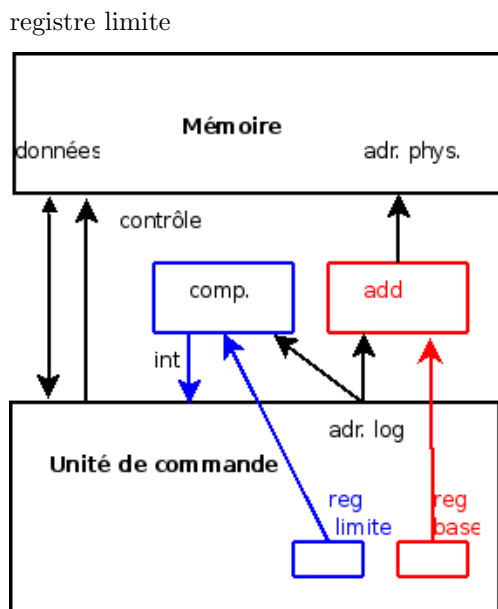 registre limite
Mémoire
données
adr. phys.
contrôle
comp.
add
int
adr. log
Unité de commande
reg
limite
reg
base